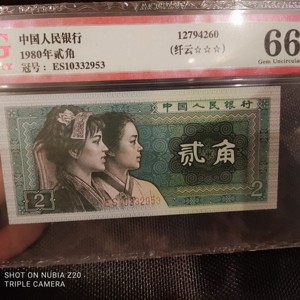 中国人民银行
1980年贰角
冠号: ES10332953
12794260
(纤云☆☆☆)
66
Gem Uncircula
中国人民银行
贰角
2
2
ES10332953
SHOT ON NUBIA Z20
TRIPLE CAMERA